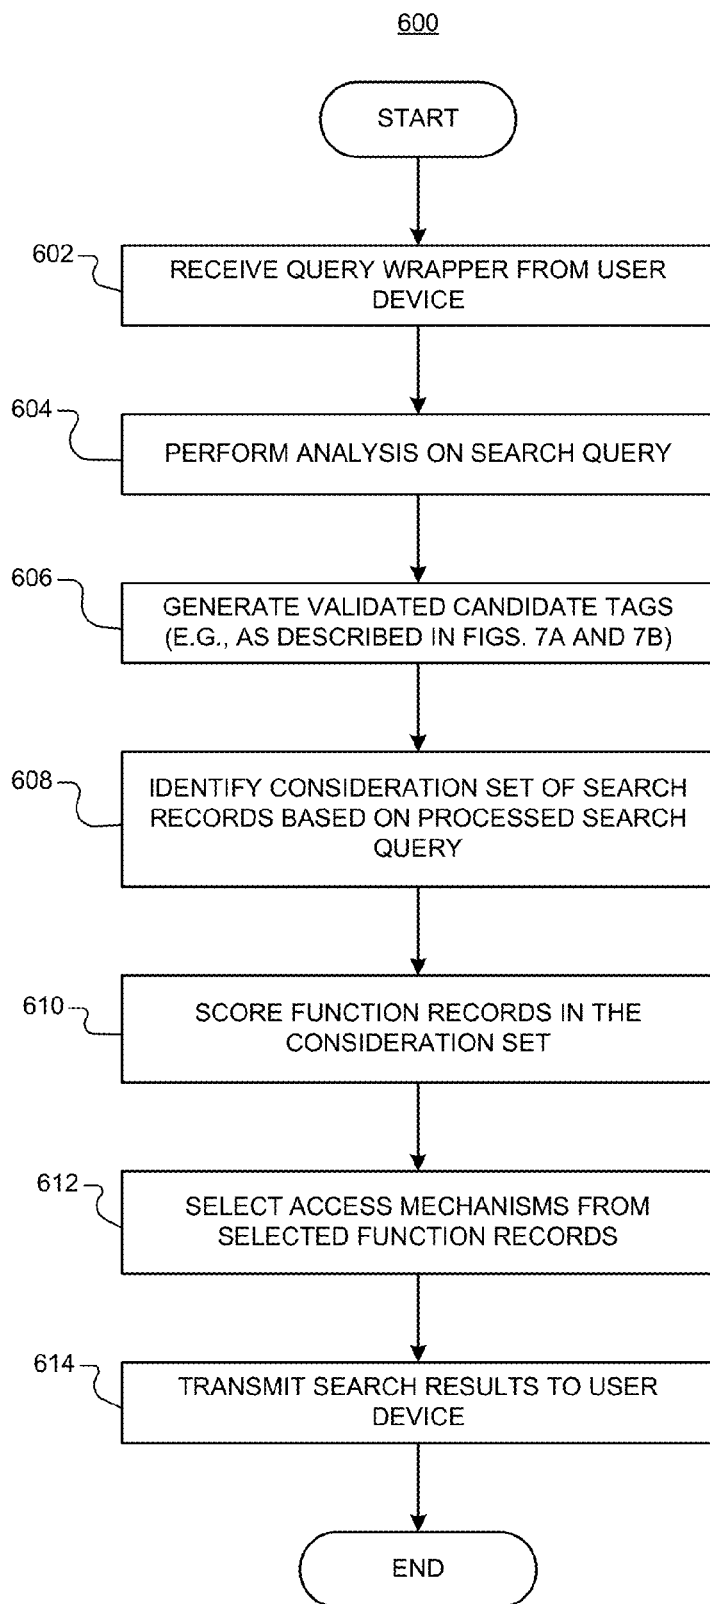 600
START
602
RECEIVE QUERY WRAPPER FROM USER
DEVICE
604
PERFORM ANALYSIS ON SEARCH QUERY
606
GENERATE VALIDATED CANDIDATE TAGS
(E.G., AS DESCRIBED IN FIGS. 7A AND 7B)
608
IDENTIFY CONSIDERATION SET OF SEARCH
RECORDS BASED ON PROCESSED SEARCH
QUERY
610
SCORE FUNCTION RECORDS IN THE
CONSIDERATION SET
612
SELECT ACCESS MECHANISMS FROM
SELECTED FUNCTION RECORDS
614
TRANSMIT SEARCH RESULTS TO USER
DEVICE
END